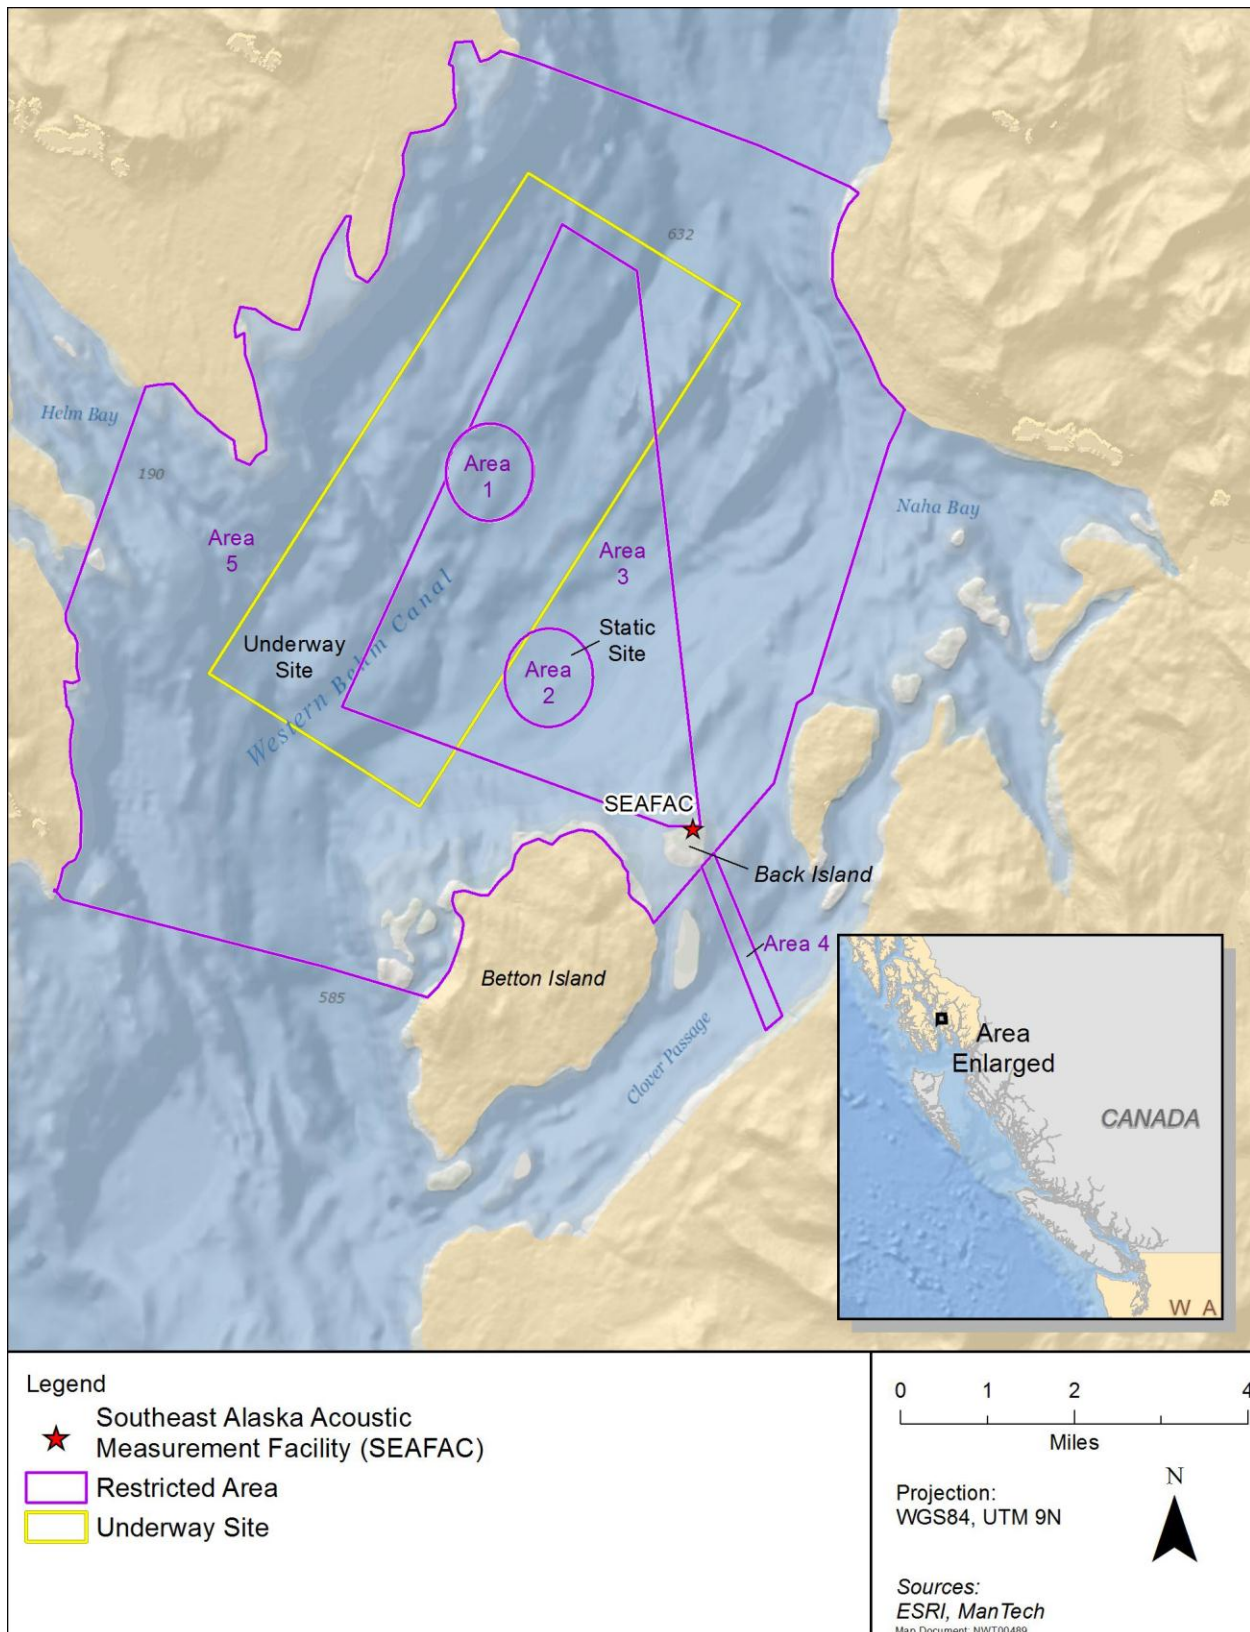 632
Helm Bay
190
Area
1
Naha Bay
Area
5
Area
3
Underway
Site
Static
Site
Area
2
Western Behm Canal
SEAFAC
Back Island
Area 4
Betton Island
585
Clover Passage
Area
Enlarged
CANADA
W A
Legend
Southeast Alaska Acoustic
Measurement Facility (SEAFAC)
Restricted Area
Underway Site
0 1 2 4
Miles
N
Projection:
WGS84, UTM 9N
Sources:
ESRI, ManTech
Map Document: NWT00489